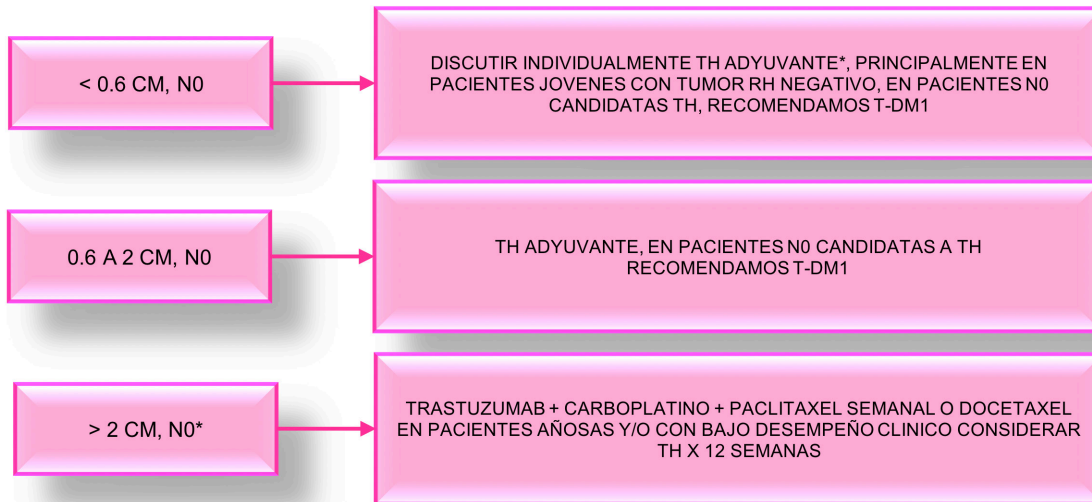 < 0.6 CM, N0
DISCUTIR INDIVIDUALMENTE TH ADYUVANTE*, PRINCIPALMENTE EN
PACIENTES JOVENES CON TUMOR RH NEGATIVO, EN PACIENTES N0
CANDIDATAS TH, RECOMENDAMOS T-DM1
0.6 A 2 CM, N0
TH ADYUVANTE, EN PACIENTES N0 CANDIDATAS A TH
RECOMENDAMOS T-DM1
> 2 CM, N0*
TRASTUZUMAB + CARBOPLATINO + PACLITAXEL SEMANAL O DOCETAXEL
EN PACIENTES AÑOSAS Y/O CON BAJO DESEMPEÑO CLINICO CONSIDERAR
TH X 12 SEMANAS